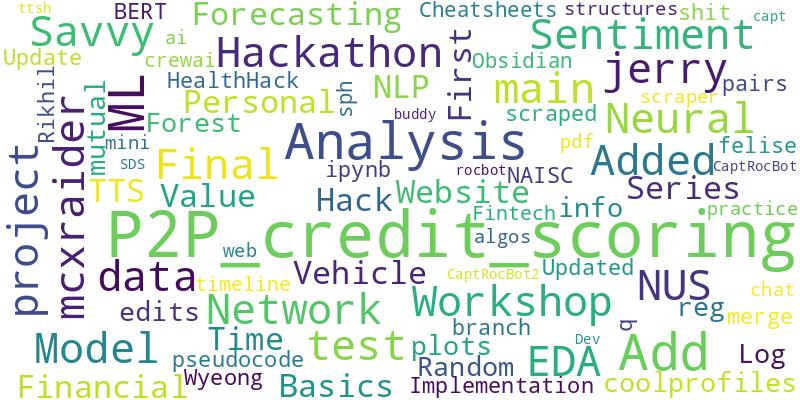 ttsh
BERT
Forecasting
Cheatsheets
structures
shit
capt
Savvy
ai
Hackathon
First
Sentiment
Update
crewai
Obsidian
jerry
Rikhil
mcxraider
mutual
ML
HealthHack
sph
NLP
main
pairs
scraper
Personal
scraped
Neural
Forest
buddy
mini
SDS
Analysis
pdf
Added
felise
CaptRocBot
project
Final
ipynb
rocbot
NAISC
TTS
Value
Hack
Website
Series
Fintech
info
practice
P2P_credit_scoring
web
algos
data
timeline
Vehicle
CaptRocBot2
Updated
NUS
chat
edits
Network
Workshop
reg
merge
branch
q
Model
Time
pseudocode
test
plots
Dev
EDA
Add
Log
Random
Financial
Wyeong
Basics
Implementation
coolprofiles